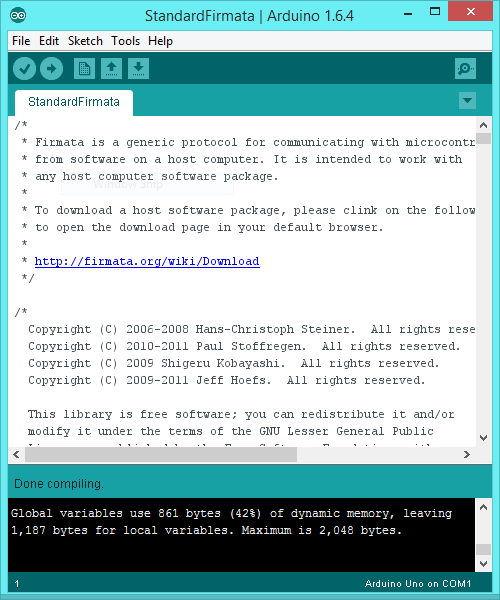 StandardFirmata | Arduino 1.6.4
File Edit Sketch Tools Help
StandardFirmata
/*
* Firmata is a generic protocol for communicating with microcontr
* from software on a host computer. It is intended to work with
* any host computer software package.
Window Snip
*
* To download a host software package, please clink on the follow
* to open the download page in your default browser.
*
* http://firmata.org/wiki/Download
*/
/*
Copyright (C) 2006-2008 Hans-Christoph Steiner.  All rights rese
Copyright (C) 2010-2011 Paul Stoffregen.  All rights reserved.
Copyright (C) 2009 Shigeru Kobayashi.  All rights reserved.
Copyright (C) 2009-2011 Jeff Hoefs.  All rights reserved.
This library is free software; you can redistribute it and/or
modify it under the terms of the GNU Lesser General Public
Done compiling.
Global variables use 861 bytes (42%) of dynamic memory, leaving
1,187 bytes for local variables. Maximum is 2,048 bytes.
1
Arduino Uno on COM1